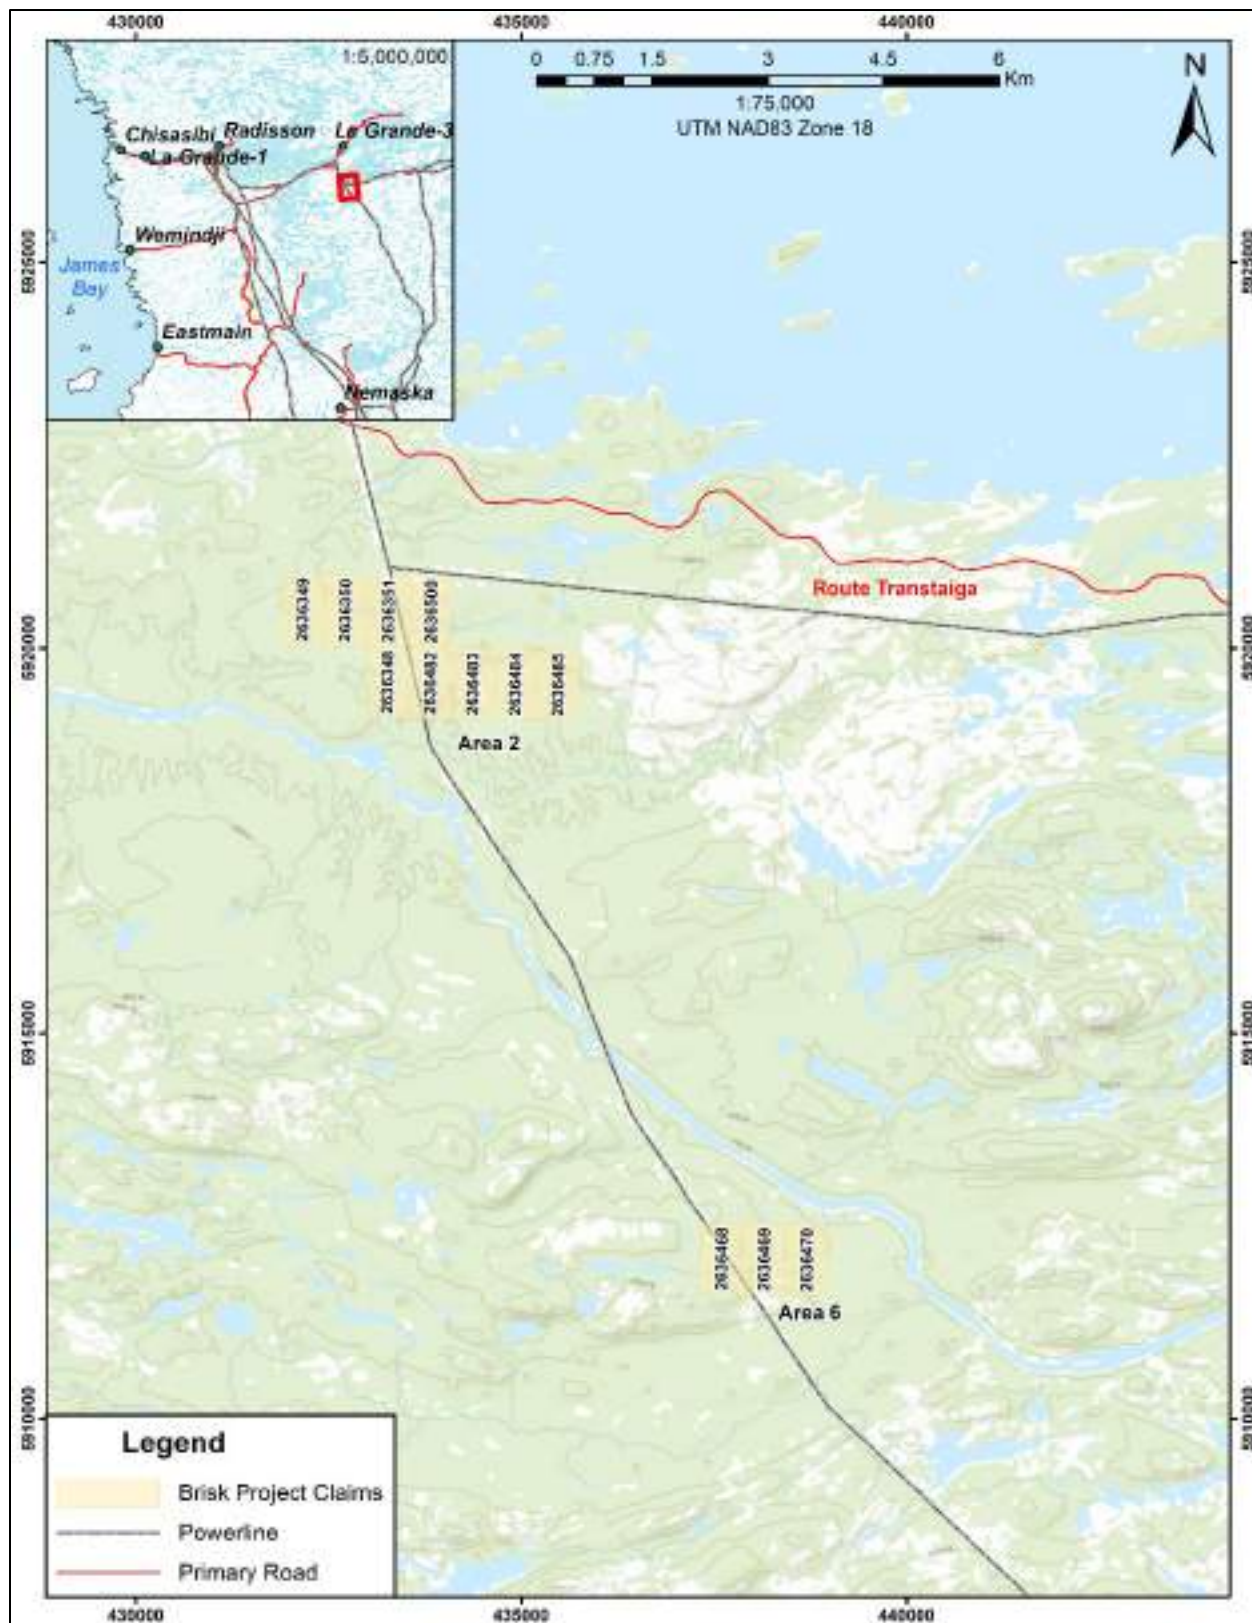 430000 435000 440000
1:5,000,000
Chisasibi
Radisson
La Grande-3
La Grande-1
Wemindji
James
Bay
Eastmain
Nemaska
0 0.75 1.5 3 4.5 6
Km
1:75,000
UTM NAD83 Zone 18
N
5925000 5925000
Route Transtaiga
2636349 2636350 2636351 2636509
5920000 5920000
2636348 2636482 2636483 2636484 2636485
Area 2
5915000 5915000
2636468 2636469 2636470
Area 6
5910000 5910000
Legend
Brisk Project Claims
Powerline
Primary Road
430000 435000 440000